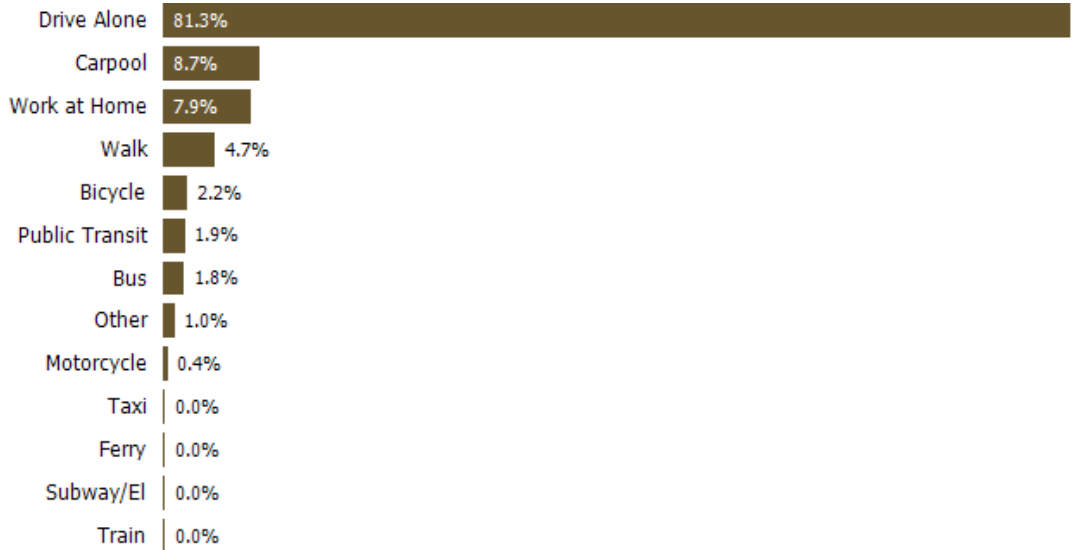 Drive Alone 81.3%
Carpool 8.7%
Work at Home 7.9%
Walk 4.7%
Bicycle 2.2%
Public Transit 1.9%
Bus 1.8%
Other 1.0%
Motorcycle 0.4%
Taxi 0.0%
Ferry 0.0%
Subway/El 0.0%
Train 0.0%